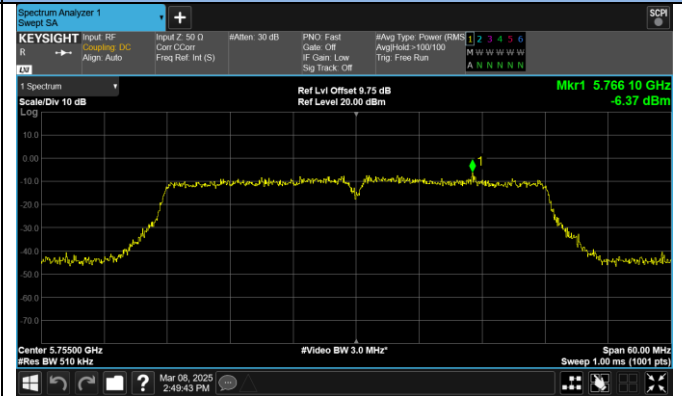 Spectrum Analyzer 1
Swept SA
+
SCPI
KEYSIGHT Input: RF Input Z: 50 Ω #Atten: 30 dB PNO: Fast #Avg Type: Power (RMS 1 2 3 4 5 6
R Coupling: DC Corr CCorr Gate: Off Avg|Hold:>100/100 M W W W W W
Align: Auto Freq Ref: Int (S) IF Gain: Low Trig: Free Run
LXI Sig Track: Off A N N N N N
1 Spectrum Ref Lvl Offset 9.75 dB Mkr1 5.766 10 GHz
Scale/Div 10 dB Ref Level 20.00 dBm -6.37 dBm
Log
10.0
0.00
1
-10.0
-20.0
-30.0
-40.0
-50.0
-60.0
-70.0
Center 5.75500 GHz #Video BW 3.0 MHz* Span 60.00 MHz
#Res BW 510 kHz Sweep 1.00 ms (1001 pts)
? Mar 08, 2025
2:49:43 PM